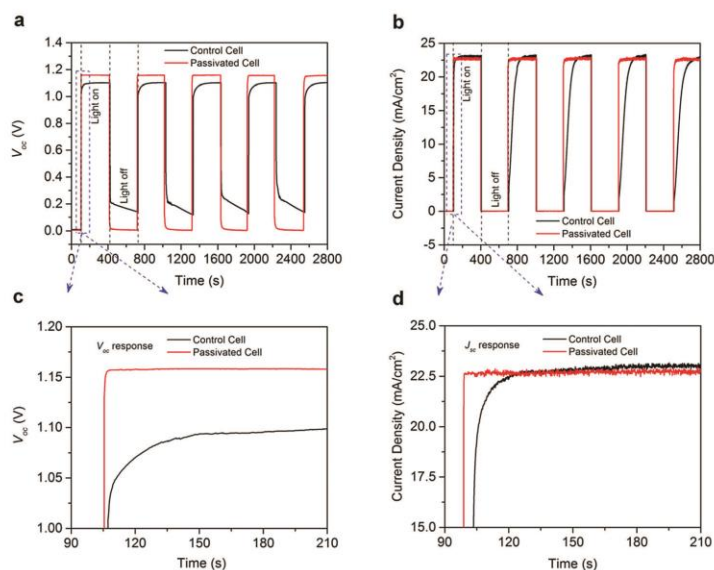 a
1.4
1.2
1.0
0.8
0.6
0.4
0.2
0.0
V_oc (V)
Control Cell
Passivated Cell
Light on
Light off
0 400 800 1200 1600 2000 2400 2800
Time (s)
b
25
20
15
10
5
0
5
Current Density (mA/cm²)
Light on
Light off
Control Cell
Passivated Cell
0 400 800 1200 1600 2000 2400 2800
Time (s)
c
1.20
1.15
1.10
1.05
1.00
V_oc (V)
V_oc response
Control Cell
Passivated Cell
90 120 150 180 210
Time (s)
d
25.0
22.5
20.0
17.5
15.0
Current Density (mA/cm²)
J_sc response
Control Cell
Passivated Cell
90 120 150 180 210
Time (s)